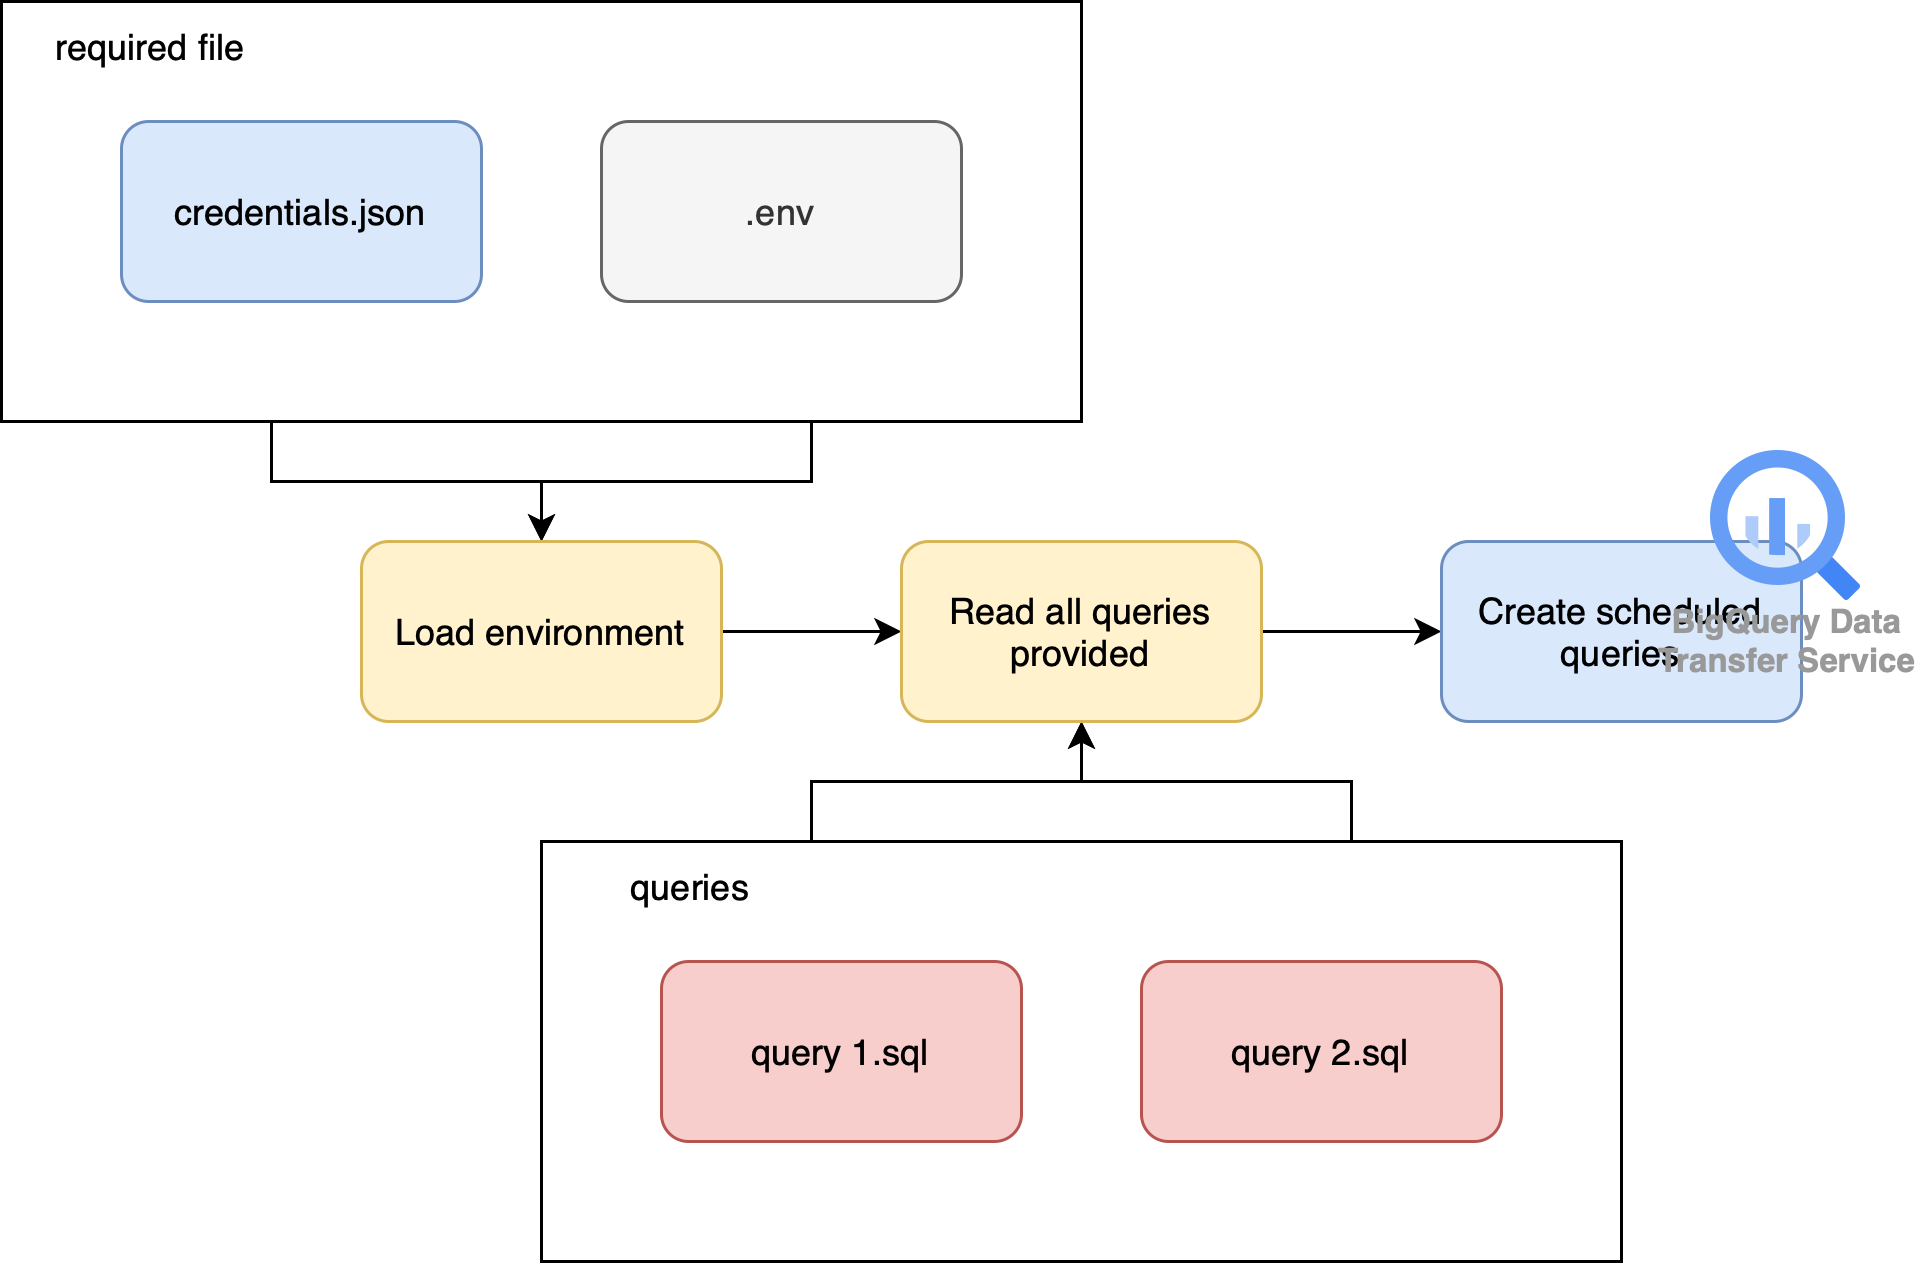 required file
credentials.json
.env
Load environment
Read all queries
provided
Create scheduled
queries
BigQuery Data
Transfer Service
queries
query 1.sql
query 2.sql